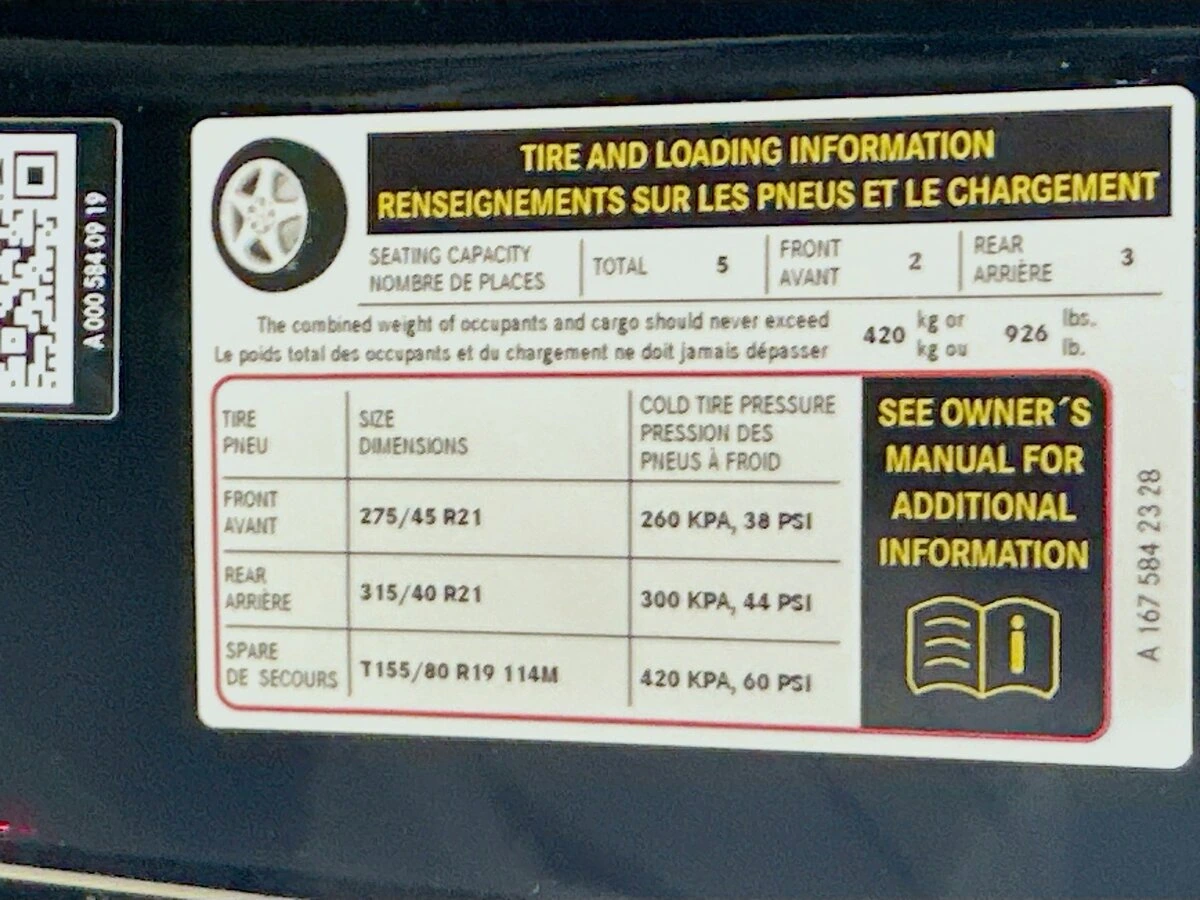 A 000 584 09 19
TIRE AND LOADING INFORMATION
RENSEIGNEMENTS SUR LES PNEUS ET LE CHARGEMENT
SEATING CAPACITY
NOMBRE DE PLACES
TOTAL 5
FRONT
AVANT
2
REAR
ARRIÈRE
3
The combined weight of occupants and cargo should never exceed
Le poids total des occupants et du chargement ne doit jamais dépasser
420
kg or
kg ou
926
lbs.
lb.
TIRE
PNEU
SIZE
DIMENSIONS
COLD TIRE PRESSURE
PRESSION DES
PNEUS À FROID
FRONT
AVANT
275/45 R21
260 KPA, 38 PSI
REAR
ARRIÈRE
315/40 R21
300 KPA, 44 PSI
SPARE
DE SECOURS
T155/80 R19 114M
420 KPA, 60 PSI
SEE OWNER´S
MANUAL FOR
ADDITIONAL
INFORMATION
i
A 167 584 23 28